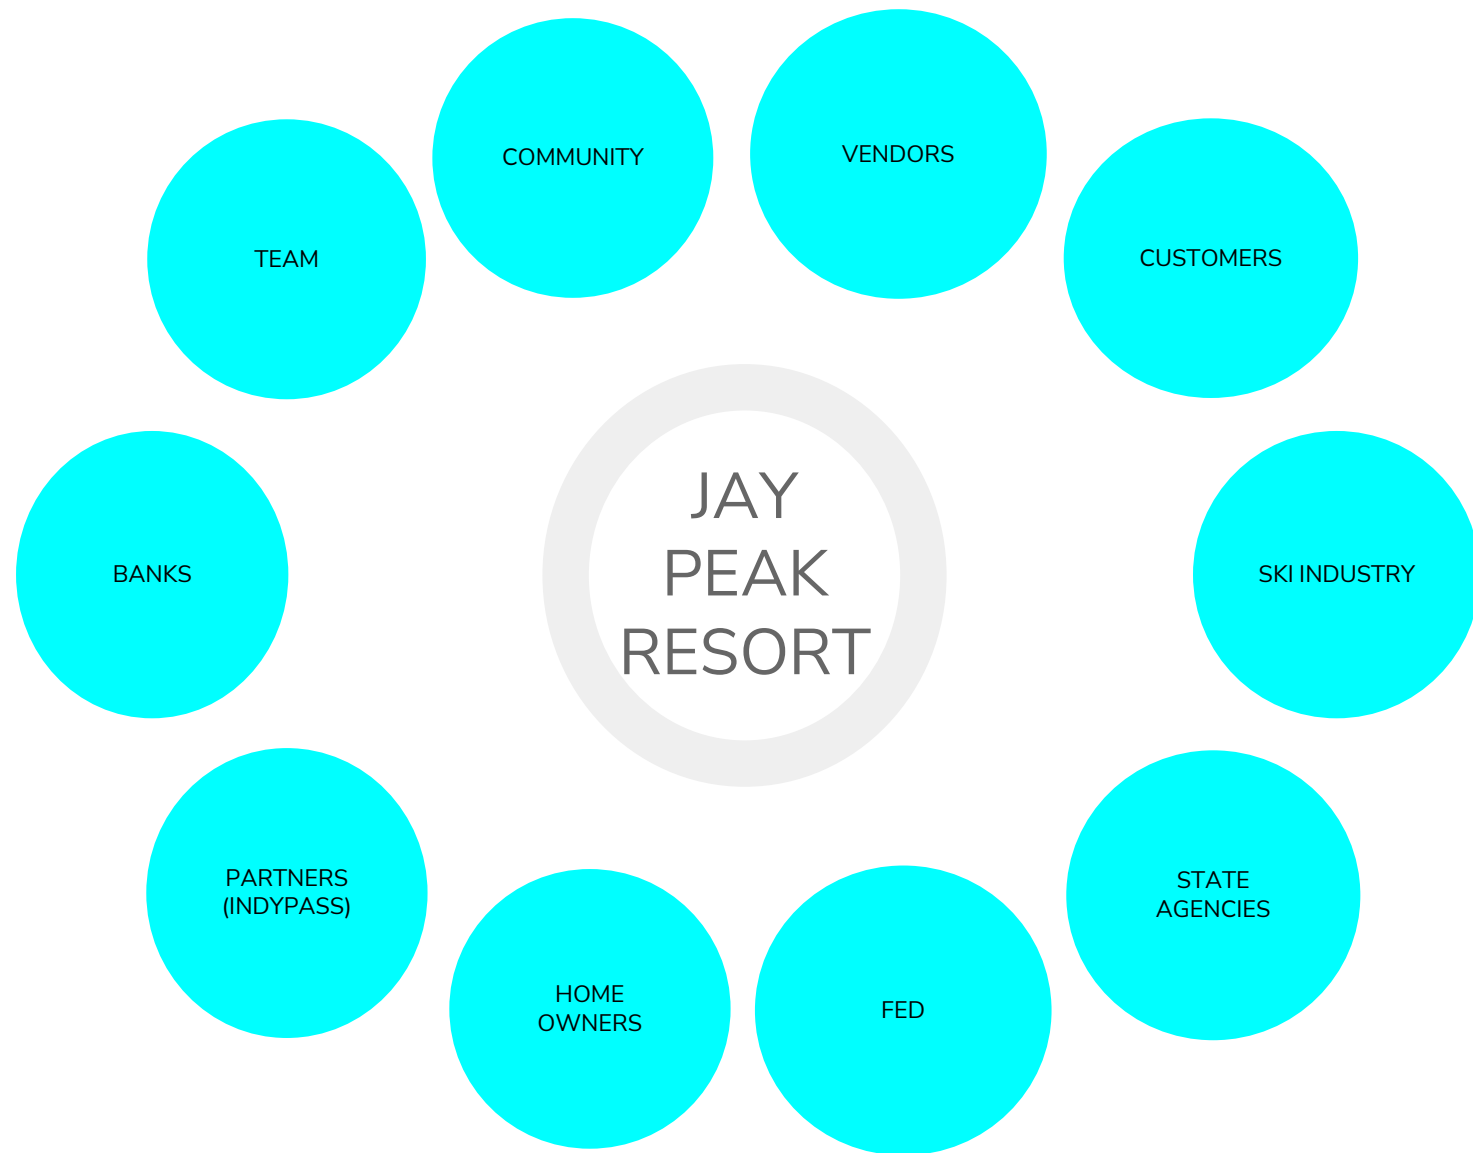 COMMUNITY
VENDORS
TEAM
CUSTOMERS
JAY
PEAK
RESORT
BANKS
SKI INDUSTRY
PARTNERS
(INDYPASS)
STATE
AGENCIES
HOME
OWNERS
FED